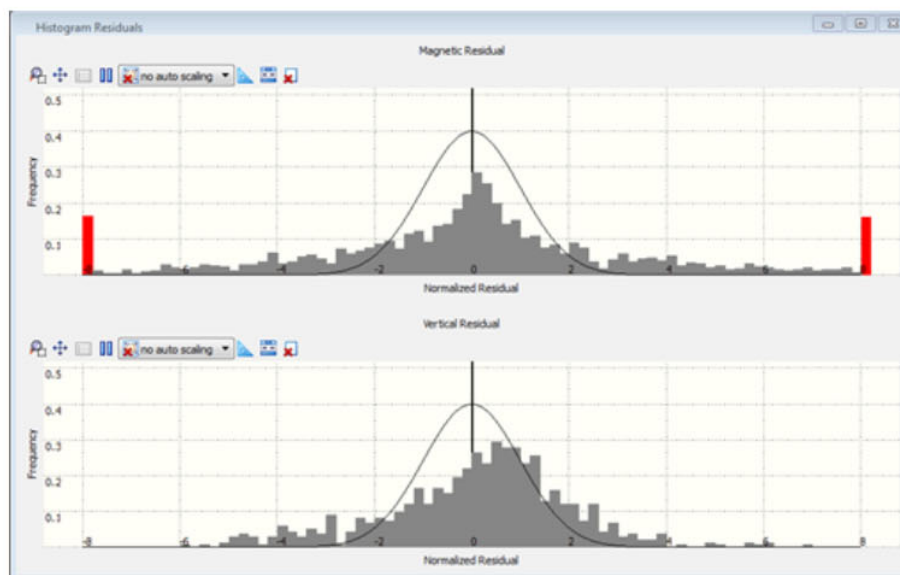 Histogram Residuals
Magnetic Residual
no auto scaling
0.5
0.4
0.3
0.2
0.1
Frequency
-8 -6 -4 -2 0 2 4 6 8
Normalized Residual
Vertical Residual
no auto scaling
0.5
0.4
0.3
0.2
0.1
Frequency
-8 -6 -4 -2 0 2 4 6 8
Normalized Residual